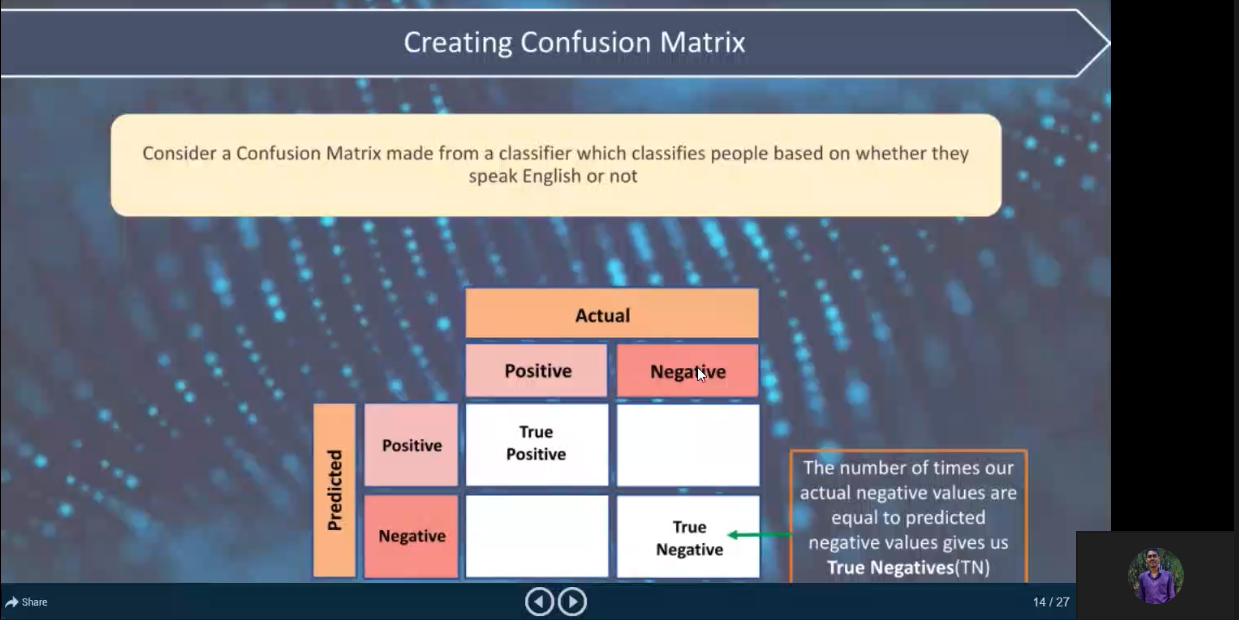 Creating Confusion Matrix
Consider a Confusion Matrix made from a classifier which classifies people based on whether they
speak English or not
Actual
Positive
Negative
Predicted
Positive
True
Positive
Negative
True
Negative
The number of times our
actual negative values are
equal to predicted
negative values gives us
True Negatives(TN)
Share
14 / 27